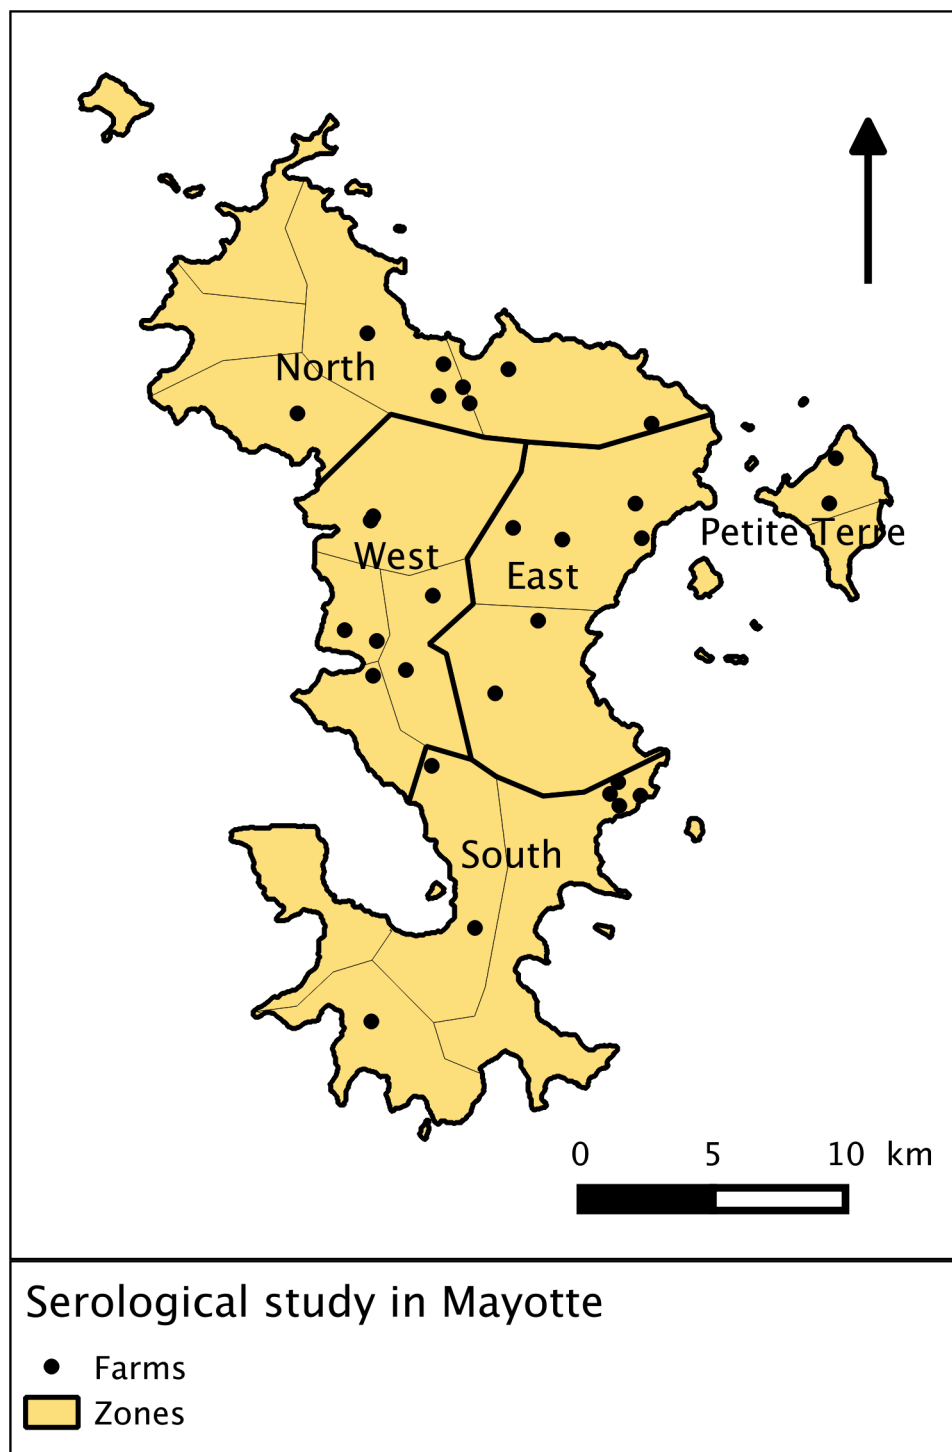 North
West
East
Petite Terre
South
0 5 10 km
Serological study in Mayotte
Farms
Zones